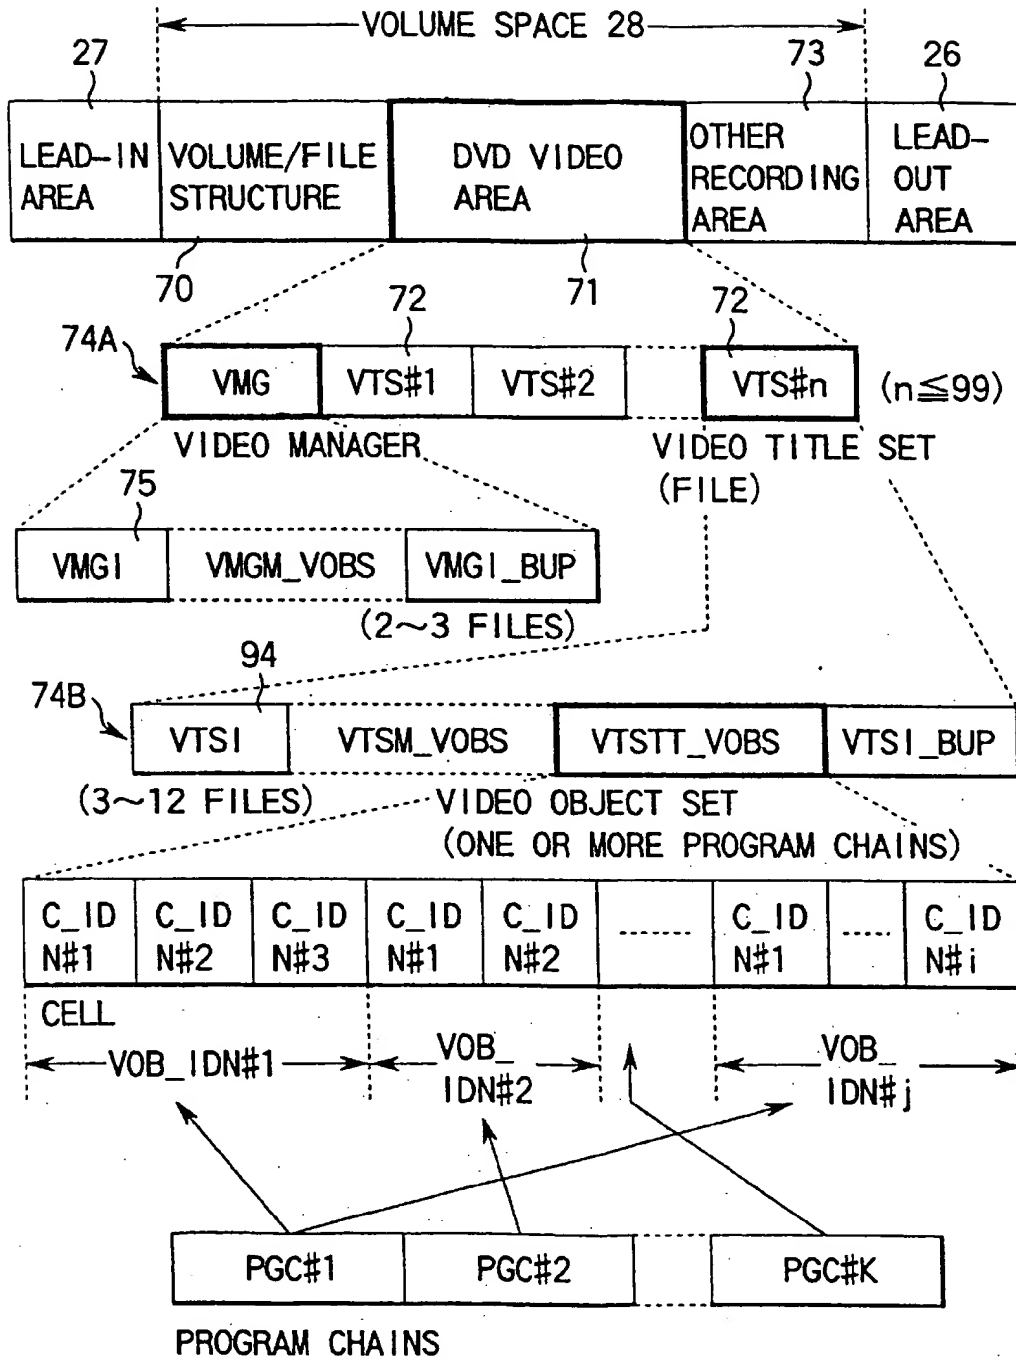 VOLUME SPACE 28
27
73
26
LEAD-IN AREA
VOLUME/FILE STRUCTURE
DVD VIDEO AREA
OTHER RECORDING AREA
LEAD-OUT AREA
70
71
72
72
74A
VMG
VTS#1
VTS#2
VTS#n
(n≦99)
VIDEO MANAGER
VIDEO TITLE SET
(FILE)
75
VMGI
VMGM_VOBS
VMGI_BUP
(2~3 FILES)
94
74B
VTSI
VTSM_VOBS
VTSTT_VOBS
VTSI_BUP
(3~12 FILES)
VIDEO OBJECT SET
(ONE OR MORE PROGRAM CHAINS)
C_ID N#1
C_ID N#2
C_ID N#3
C_ID N#1
C_ID N#2
C_ID N#1
C_ID N#i
CELL
VOB_IDN#1
VOB_ IDN#2
VOB_ IDN#j
PGC#1
PGC#2
PGC#K
PROGRAM CHAINS